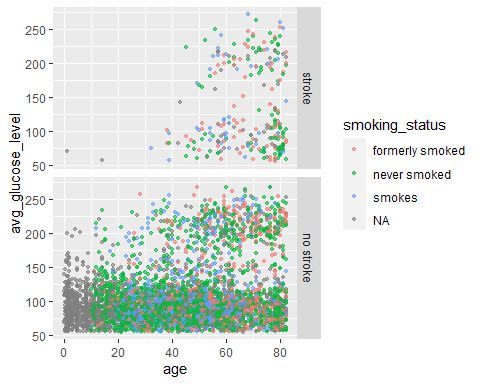 250
200
150
100
50
stroke
250
200
150
100
50
no stroke
avg_glucose_level
0
20
40
60
80
age
smoking_status
formerly smoked
never smoked
smokes
NA